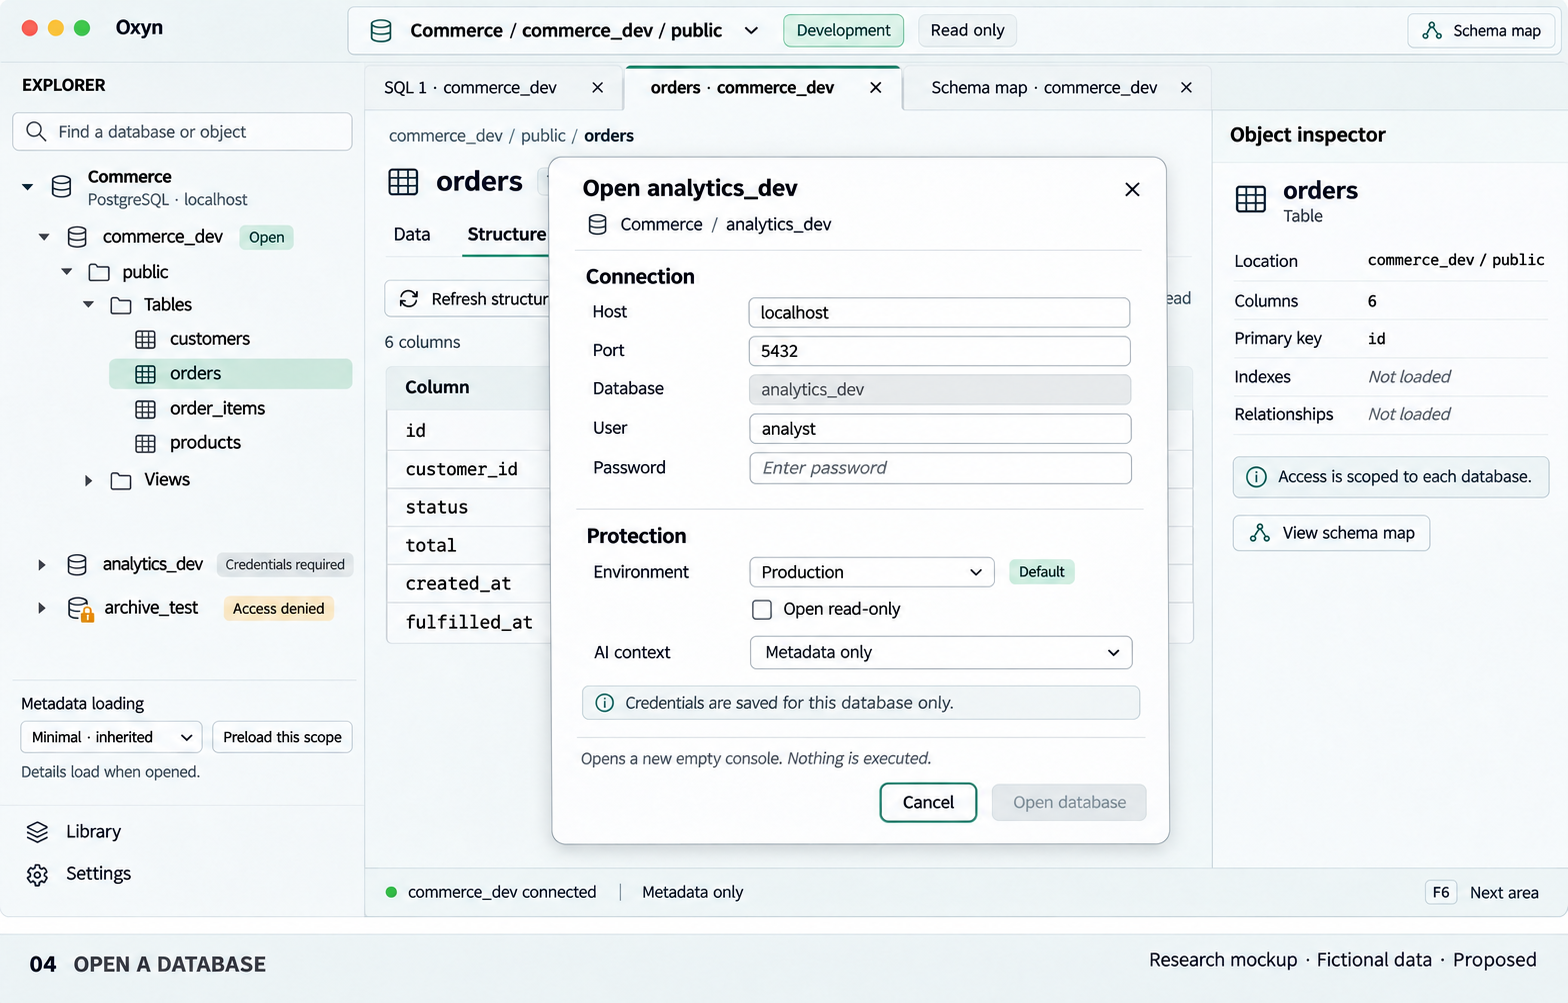 Oxyn
Commerce / commerce_dev / public
Development
Read only
Schema map
EXPLORER
Find a database or object
Commerce
PostgreSQL · localhost
commerce_dev
Open
public
Tables
customers
orders
order_items
products
Views
analytics_dev
Credentials required
archive_test
Access denied
Metadata loading
Minimal · inherited
Preload this scope
Details load when opened.
Library
Settings
SQL 1 · commerce_dev
orders · commerce_dev
Schema map · commerce_dev
commerce_dev / public / orders
orders
Data
Structure
Refresh structur
ead
6 columns
Column
id
customer_id
status
total
created_at
fulfilled_at
Open analytics_dev
Commerce / analytics_dev
Connection
Host
localhost
Port
5432
Database
analytics_dev
User
analyst
Password
Enter password
Protection
Environment
Production
Default
Open read-only
AI context
Metadata only
Credentials are saved for this database only.
Opens a new empty console. Nothing is executed.
Cancel
Open database
Object inspector
orders
Table
Location
commerce_dev / public
Columns
6
Primary key
id
Indexes
Not loaded
Relationships
Not loaded
Access is scoped to each database.
View schema map
commerce_dev connected
Metadata only
F6
Next area
04 OPEN A DATABASE
Research mockup · Fictional data · Proposed